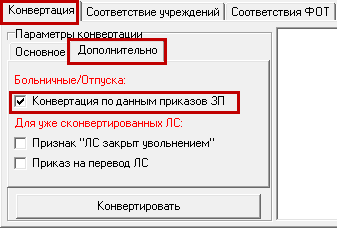 Конвертация Соответствие учреждений Соответствия ФОТ
Параметры конвертации
Основное Дополнительно
Больничные/Отпуска:
Конвертация по данным приказов ЗП
Для уже сконвертированных ЛС:
Признак "ЛС закрыт увольнением"
Приказ на перевод ЛС
Конвертировать